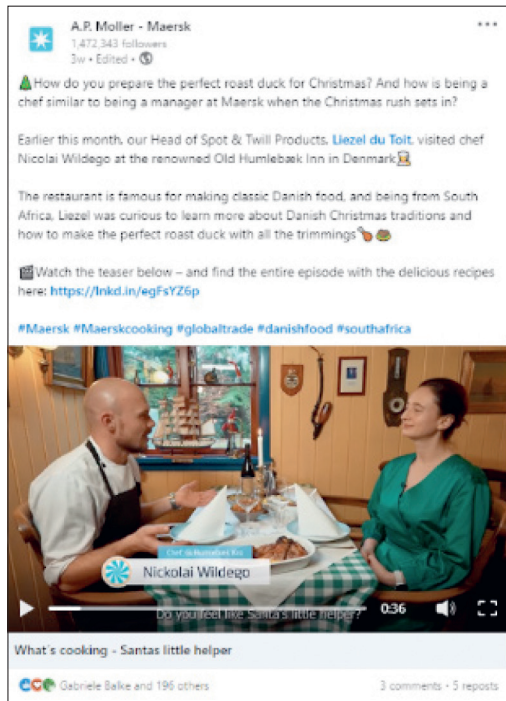 A.P. Moller - Maersk
1,472,343 followers
3w • Edited •
How do you prepare the perfect roast duck for Christmas? And how is being a
chef similar to being a manager at Maersk when the Christmas rush sets in?
Earlier this month, our Head of Spot & Twill Products, Liezel du Toit, visited chef
Nicolai Wildego at the renowned Old Humlebæk Inn in Denmark
The restaurant is famous for making classic Danish food, and being from South
Africa, Liezel was curious to learn more about Danish Christmas traditions and
how to make the perfect roast duck with all the trimmings
Watch the teaser below – and find the entire episode with the delicious recipes
here: https://lnkd.in/egFsYZ6p
#Maersk #Maerskcooking #globaltrade #danishfood #southafrica
Chef
Nickolai Wildego
Do you feel like Santa's little helper?
0:36
What's cooking - Santas little helper
Gabriele Balke and 196 others
3 comments • 5 reposts